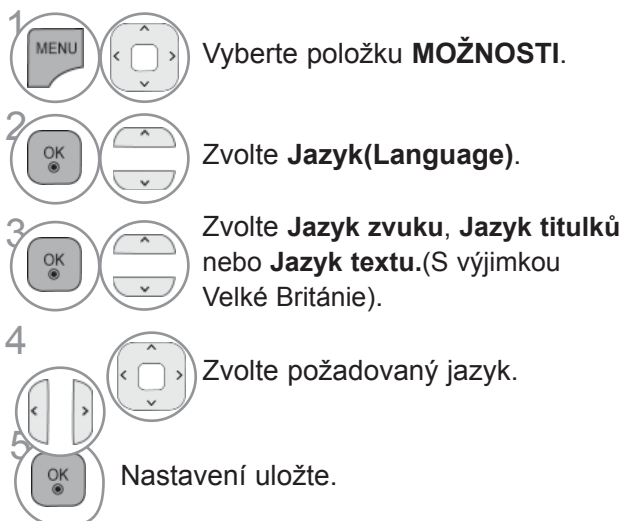 1
MENU
Vyberte položku MOŽNOSTI.
2
OK
Zvolte Jazyk(Language).
3
OK
Zvolte Jazyk zvuku, Jazyk titulků
nebo Jazyk textu.(S výjimkou
Velké Británie).
4
Zvolte požadovaný jazyk.
5
OK
Nastavení uložte.